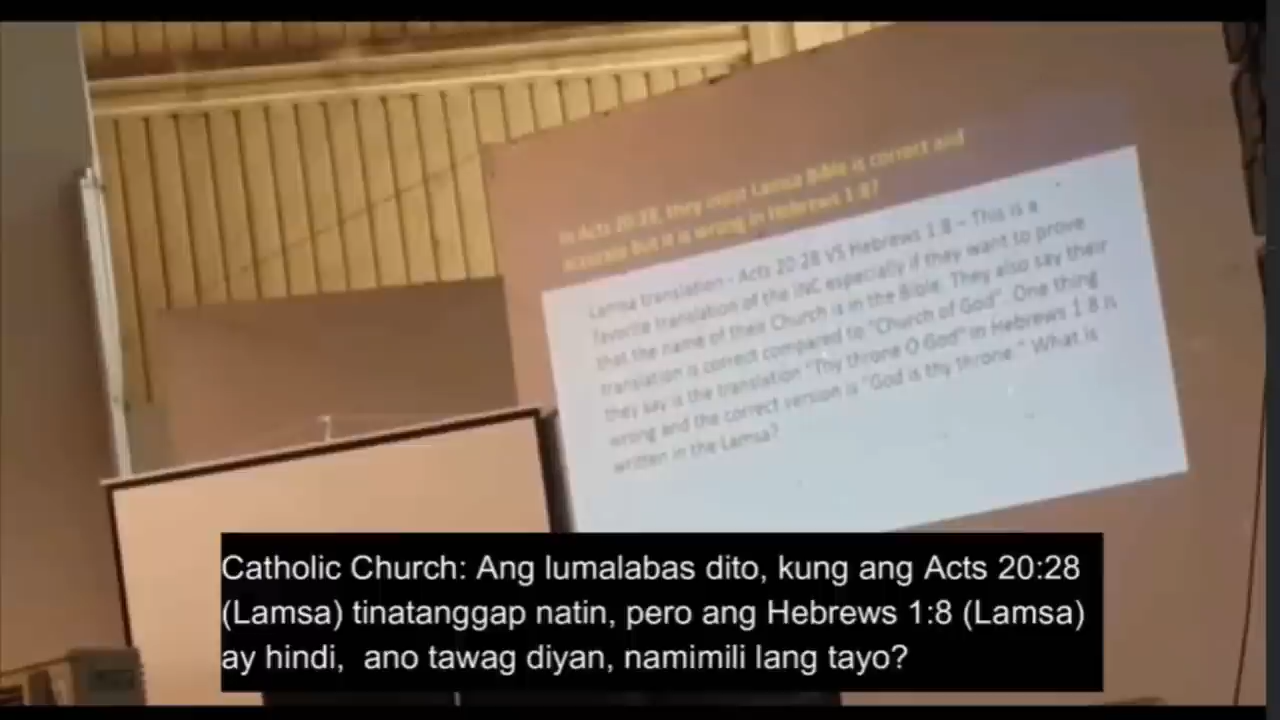 In Acts 20:28, they insist Lamsa Bible is correct and
accurate but it is wrong in Hebrews 1:8?
Lamsa translation - Acts 20:28 VS Hebrews 1:8 – This is a
favorite translation of the INC especially if they want to prove
that the name of their Church is in the Bible. They also say their
translation is correct compared to "Church of God". One thing
they say is the translation "Thy throne O God" in Hebrews 1:8 is
wrong and the correct version is "God is thy throne." What is
written in the Lamsa?
Catholic Church: Ang lumalabas dito, kung ang Acts 20:28
(Lamsa) tinatanggap natin, pero ang Hebrews 1:8 (Lamsa)
ay hindi,  ano tawag diyan, namimili lang tayo?